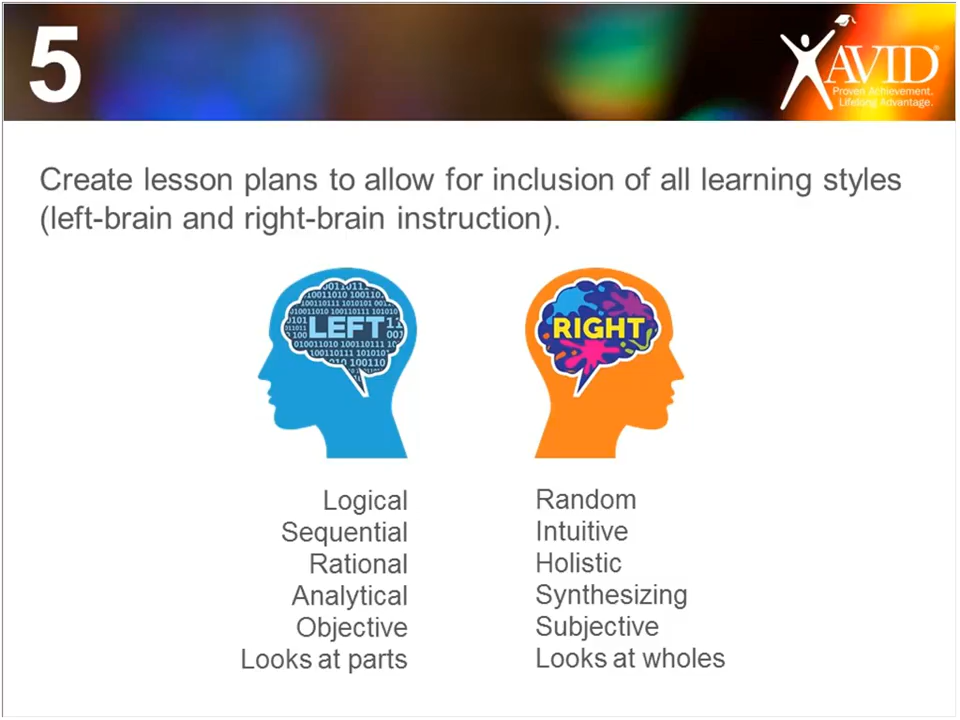 5
AVID®
Proven Achievement.
Lifelong Advantage.
Create lesson plans to allow for inclusion of all learning styles
(left-brain and right-brain instruction).
LEFT
RIGHT
Logical
Sequential
Rational
Analytical
Objective
Looks at parts
Random
Intuitive
Holistic
Synthesizing
Subjective
Looks at wholes